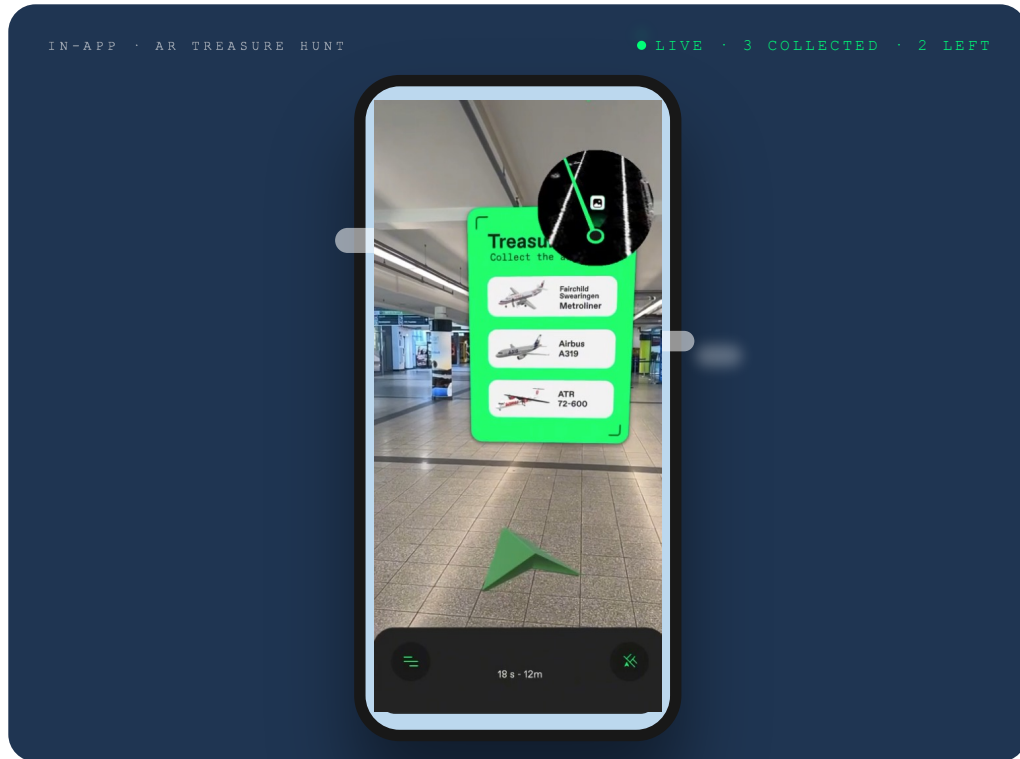 IN-APP · AR TREASURE HUNT
LIVE · 3 COLLECTED · 2 LEFT
Treasu
Collect the a
Fairchild
Swearingen
Metroliner
Airbus
A319
ATR
72-600
18 s - 12m